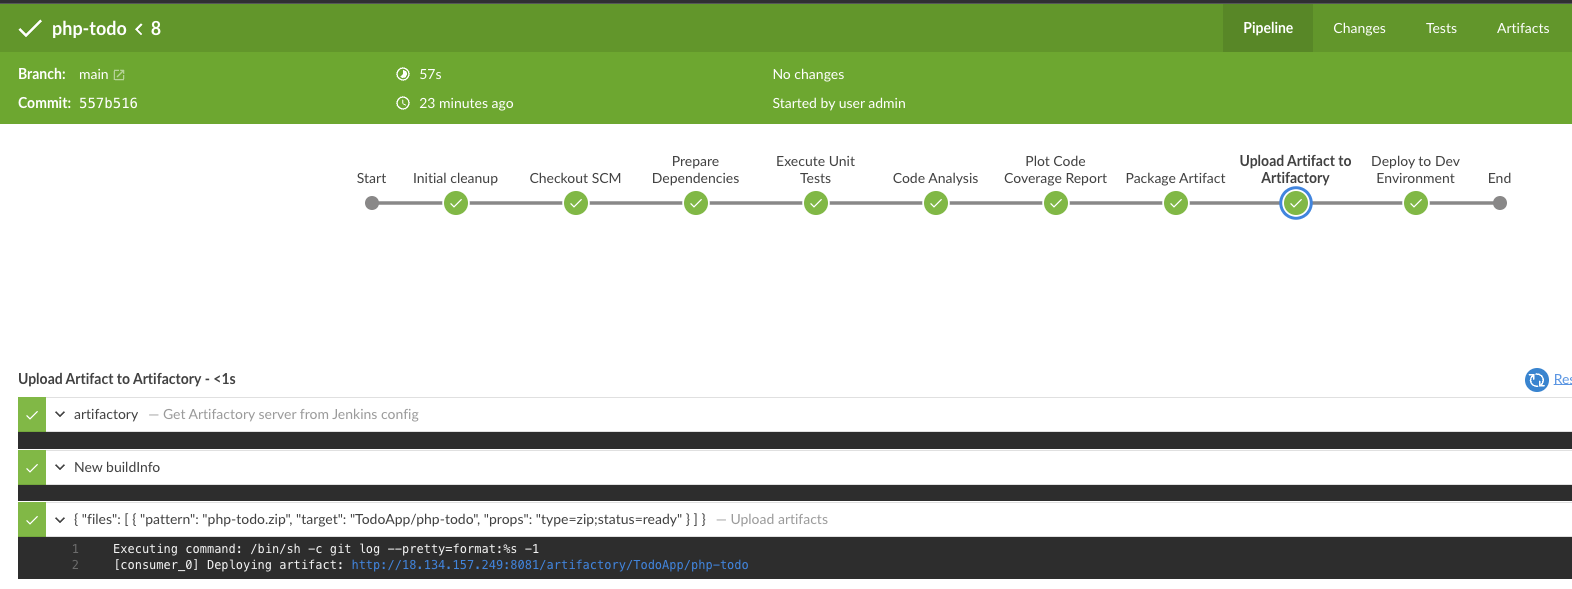 php-todo < 8
Pipeline
Changes
Tests
Artifacts
Branch: main
57s
No changes
Commit: 557b516
23 minutes ago
Started by user admin
Start
Initial cleanup
Checkout SCM
Prepare
Dependencies
Execute Unit
Tests
Code Analysis
Plot Code
Coverage Report
Package Artifact
Upload Artifact to
Artifactory
Deploy to Dev
Environment
End
Upload Artifact to Artifactory - <1s
Res
artifactory — Get Artifactory server from Jenkins config
New buildInfo
{ "files": [ { "pattern": "php-todo.zip", "target": "TodoApp/php-todo", "props": "type=zip;status=ready" } ] } — Upload artifacts
1 Executing command: /bin/sh -c git log --pretty=format:%s -1
2 [consumer_0] Deploying artifact: http://18.134.157.249:8081/artifactory/TodoApp/php-todo